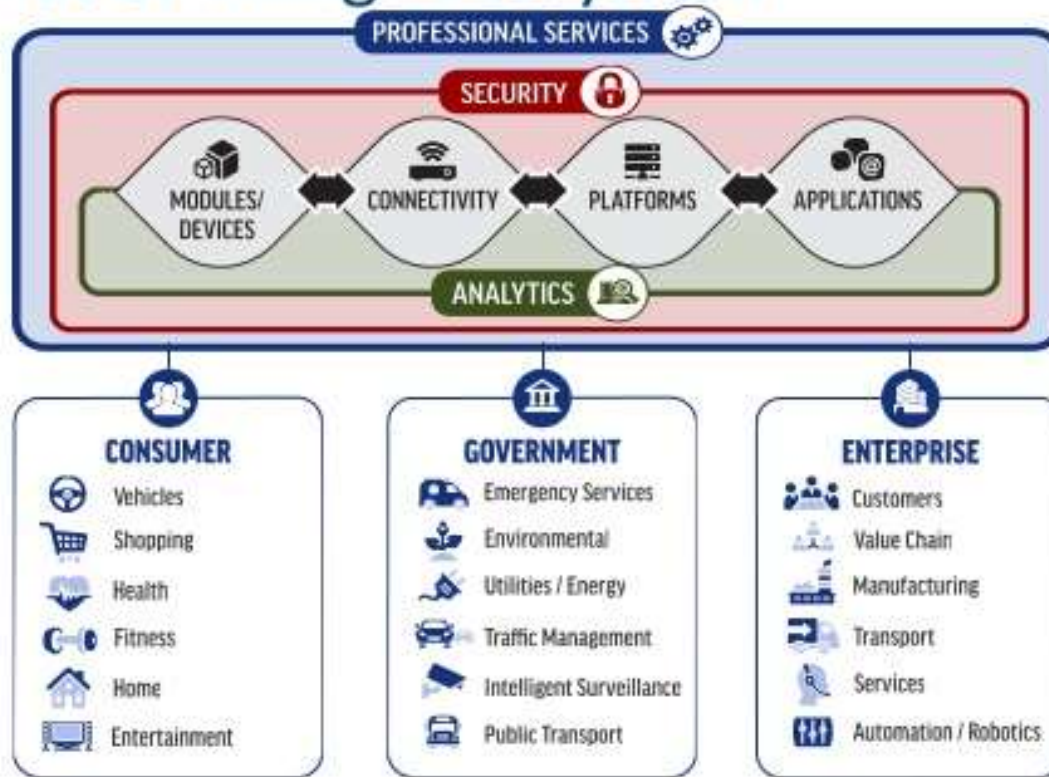 PROFESSIONAL SERVICES
SECURITY
MODULES/
DEVICES
CONNECTIVITY
PLATFORMS
APPLICATIONS
ANALYTICS
CONSUMER
Vehicles
Shopping
Health
Fitness
Home
Entertainment
GOVERNMENT
Emergency Services
Environmental
Utilities / Energy
Traffic Management
Intelligent Surveillance
Public Transport
ENTERPRISE
Customers
Value Chain
Manufacturing
Transport
Services
Automation / Robotics